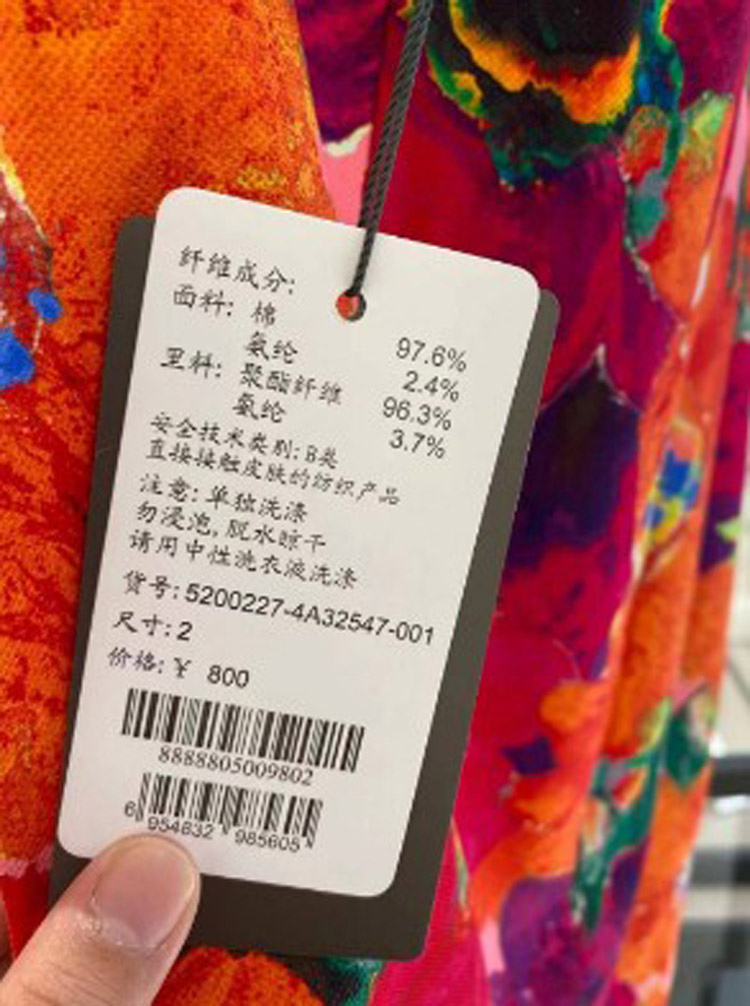 纤维成分:
面料: 棉 97.6%
氨纶 2.4%
里料: 聚酯纤维 96.3%
氨纶 3.7%
安全技术类别: B类
直接接触皮肤的纺织产品
注意: 单独洗涤
勿浸泡, 脱水晾干
请用中性洗衣液洗涤
货号: 5200227-4A32547-001
尺寸: 2
价格: ¥ 800
8888805009802
6 954632 985605